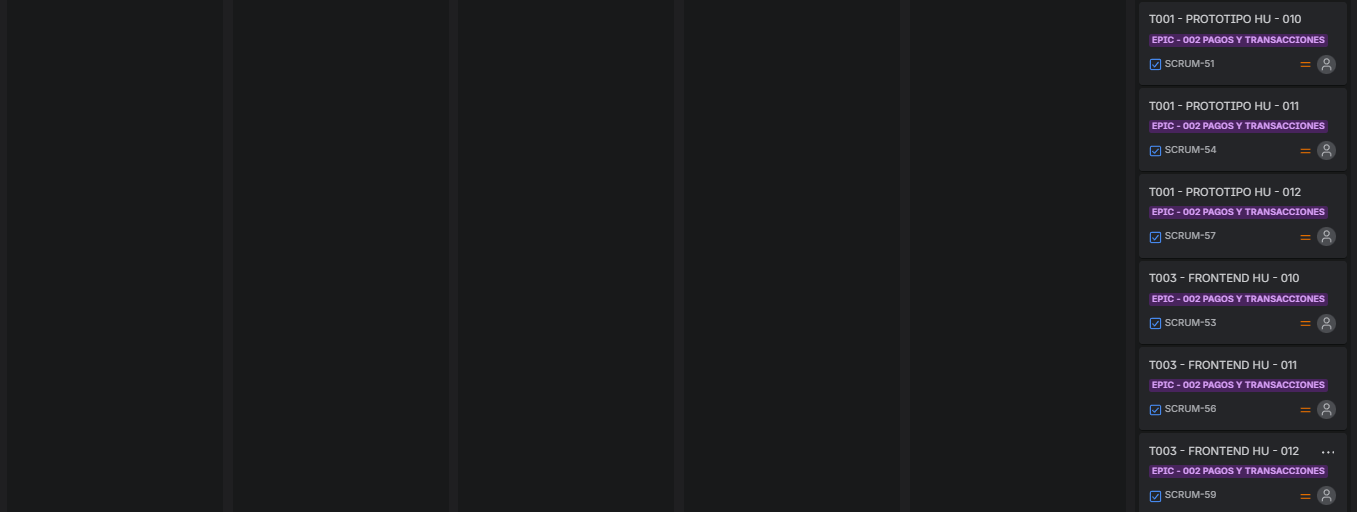 T001 - PROTOTIPO HU - 010
EPIC - 002 PAGOS Y TRANSACCIONES
SCRUM-51
T001 - PROTOTIPO HU - 011
EPIC - 002 PAGOS Y TRANSACCIONES
SCRUM-54
T001 - PROTOTIPO HU - 012
EPIC - 002 PAGOS Y TRANSACCIONES
SCRUM-57
T003 - FRONTEND HU - 010
EPIC - 002 PAGOS Y TRANSACCIONES
SCRUM-53
T003 - FRONTEND HU - 011
EPIC - 002 PAGOS Y TRANSACCIONES
SCRUM-56
T003 - FRONTEND HU - 012
EPIC - 002 PAGOS Y TRANSACCIONES
SCRUM-59